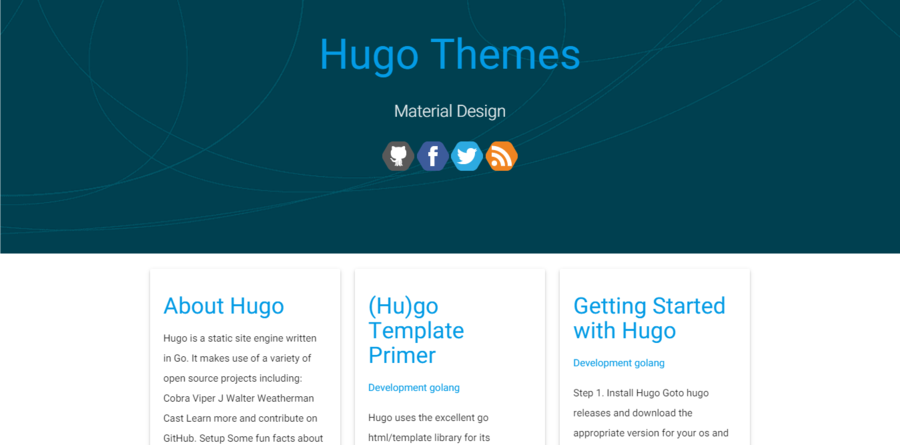 Hugo Themes
Material Design
About Hugo
Hugo is a static site engine written
in Go. It makes use of a variety of
open source projects including:
Cobra Viper J Walter Weatherman
Cast Learn more and contribute on
GitHub. Setup Some fun facts about
(Hu)go
Template
Primer
Development golang
Hugo uses the excellent go
html/template library for its
Getting Started
with Hugo
Development golang
Step 1. Install Hugo Goto hugo
releases and download the
appropriate version for your os and